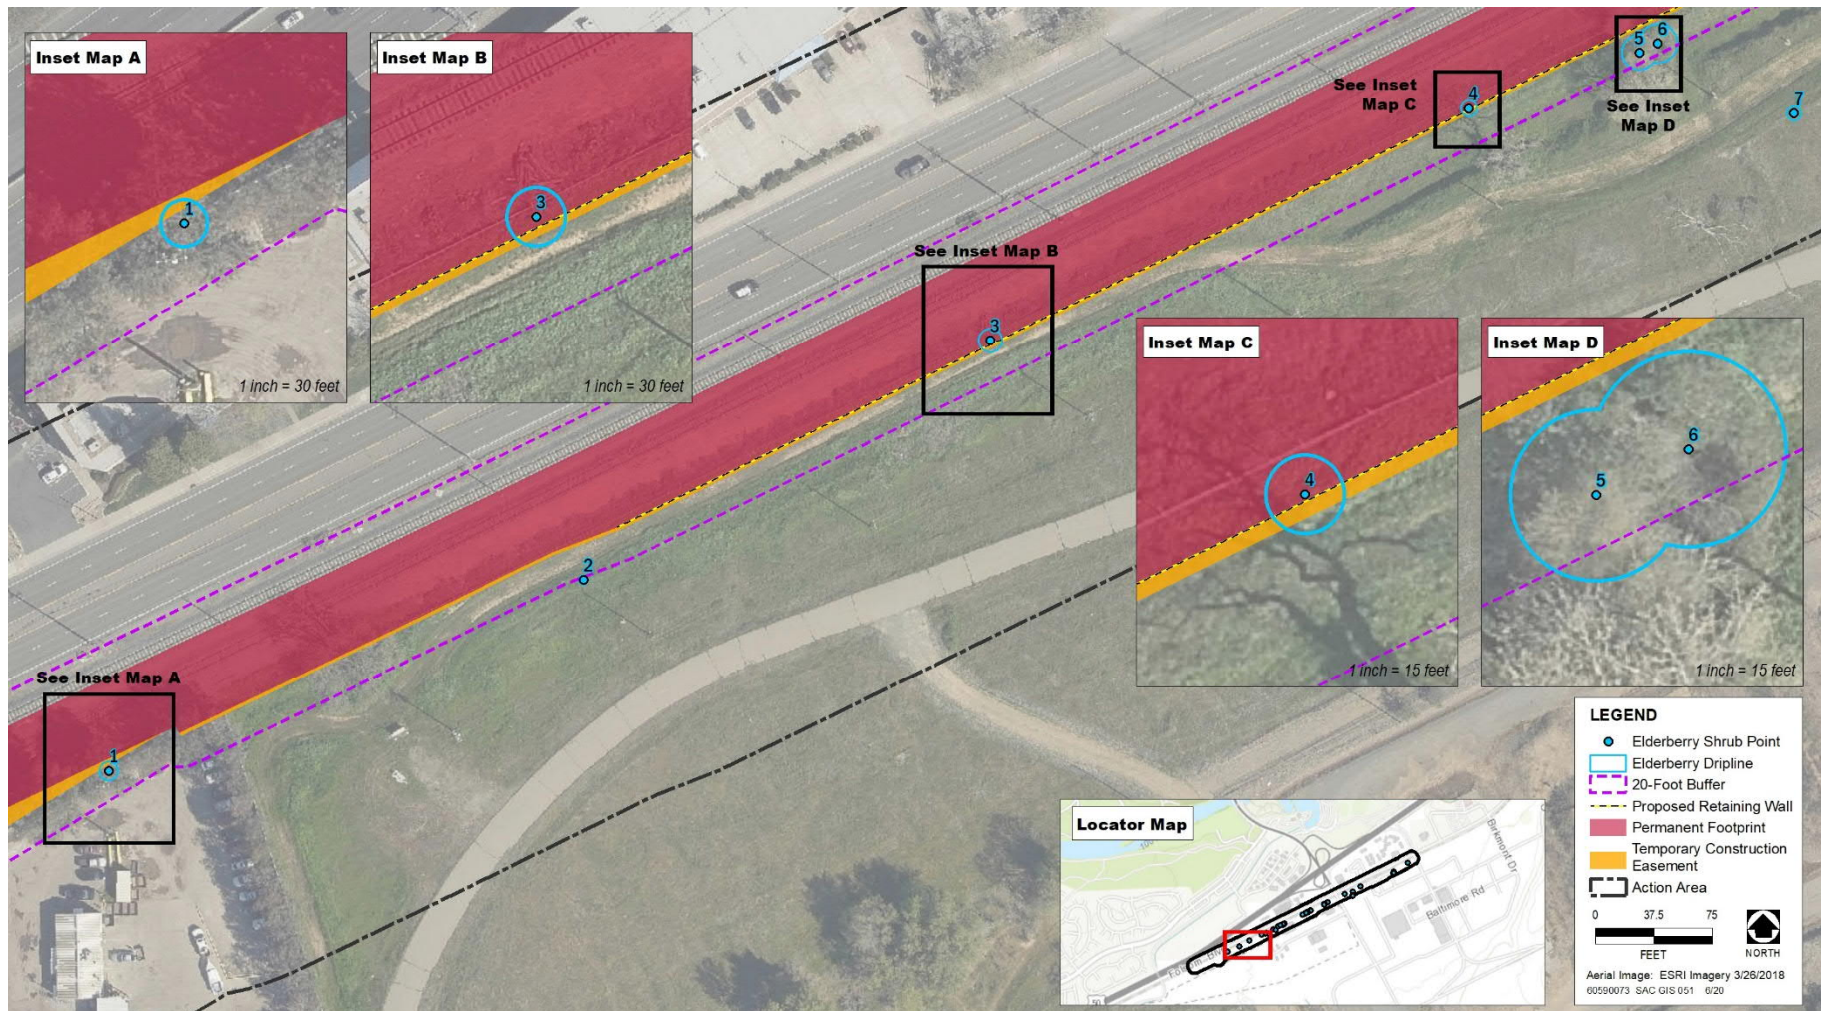 Inset Map A
1
1 inch = 30 feet
Inset Map B
3
1 inch = 30 feet
See Inset
Map C
4
5
6
See Inset
Map D
7
See Inset Map B
3
2
See Inset Map A
1
Inset Map C
4
1 inch = 15 feet
Inset Map D
5
6
1 inch = 15 feet
Locator Map
Birkmont Dr
Baltimore Rd
50
LEGEND
Elderberry Shrub Point
Elderberry Dripline
20-Foot Buffer
Proposed Retaining Wall
Permanent Footprint
Temporary Construction
Easement
Action Area
0 37.5 75
FEET
NORTH
Aerial Image: ESRI Imagery 3/26/2018
60590073 SAC GIS 051 6/20